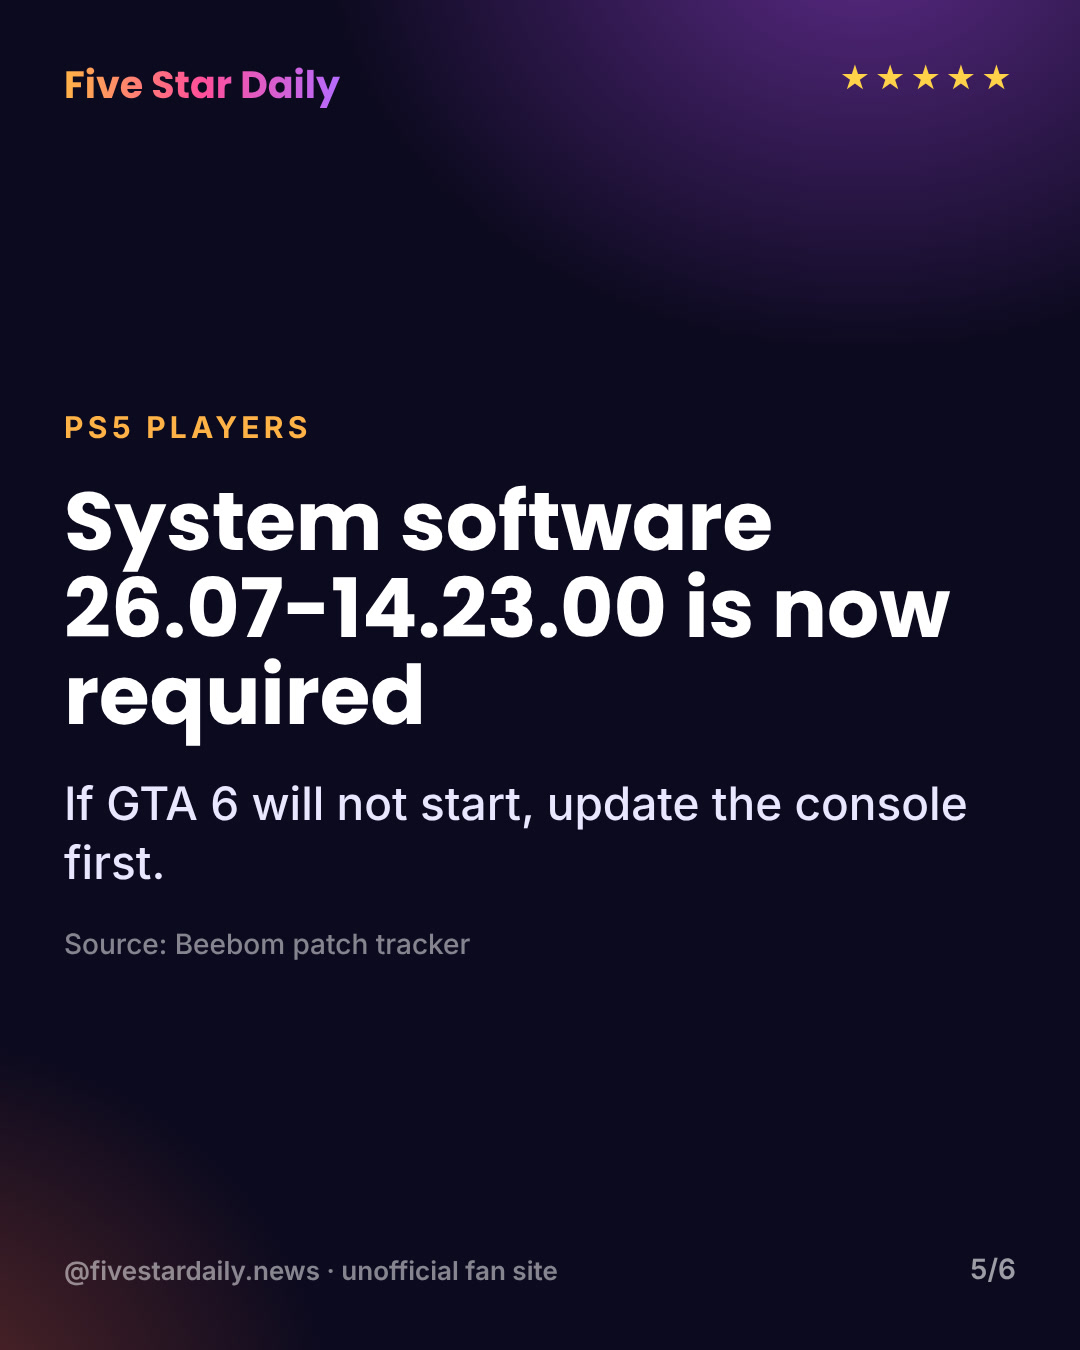 Five Star Daily
★★★★★
PS5 PLAYERS
System software
26.07-14.23.00 is now
required
If GTA 6 will not start, update the console
first.
Source: Beebom patch tracker
@fivestardaily.news · unofficial fan site
5/6